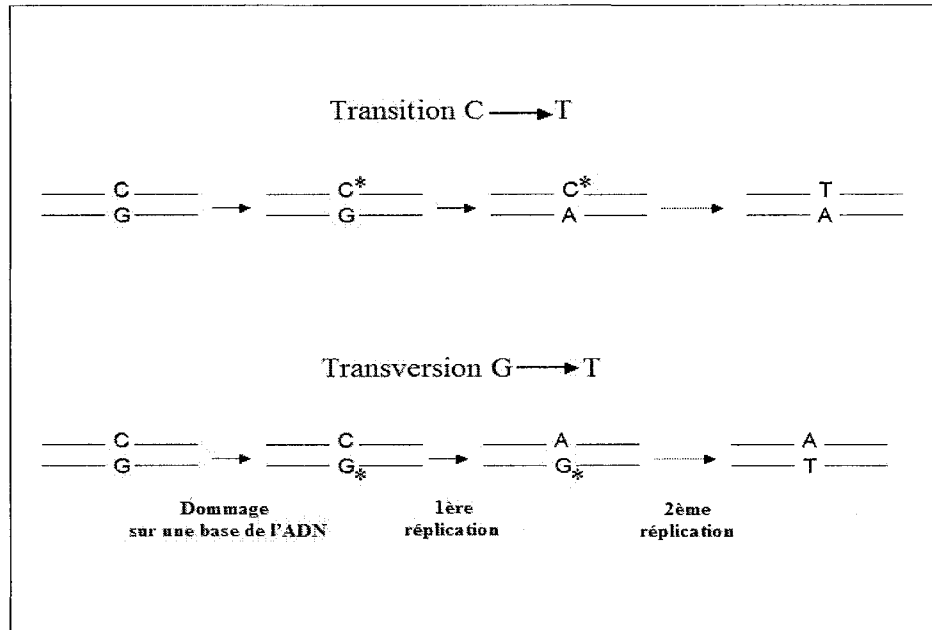 Transition C → T
C C* C* T
G G A A
Transversion G → T
C C A A
G G* G* T
Dommage 1ère 2ème
sur une base de l'ADN réplication réplication